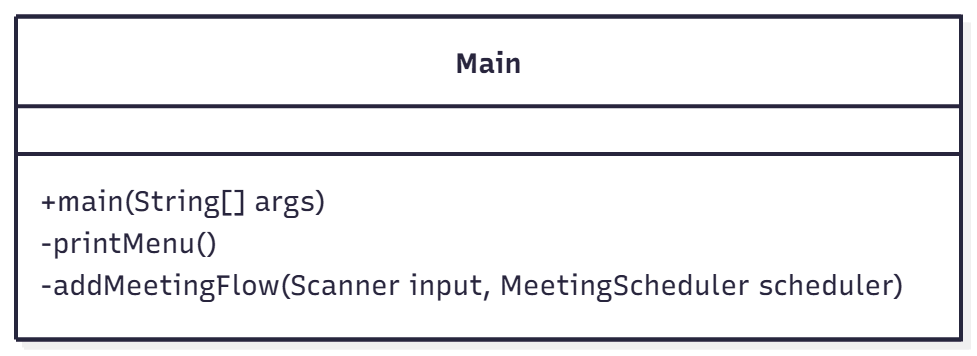 Main
+main(String[] args)
-printMenu()
-addMeetingFlow(Scanner input, MeetingScheduler scheduler)